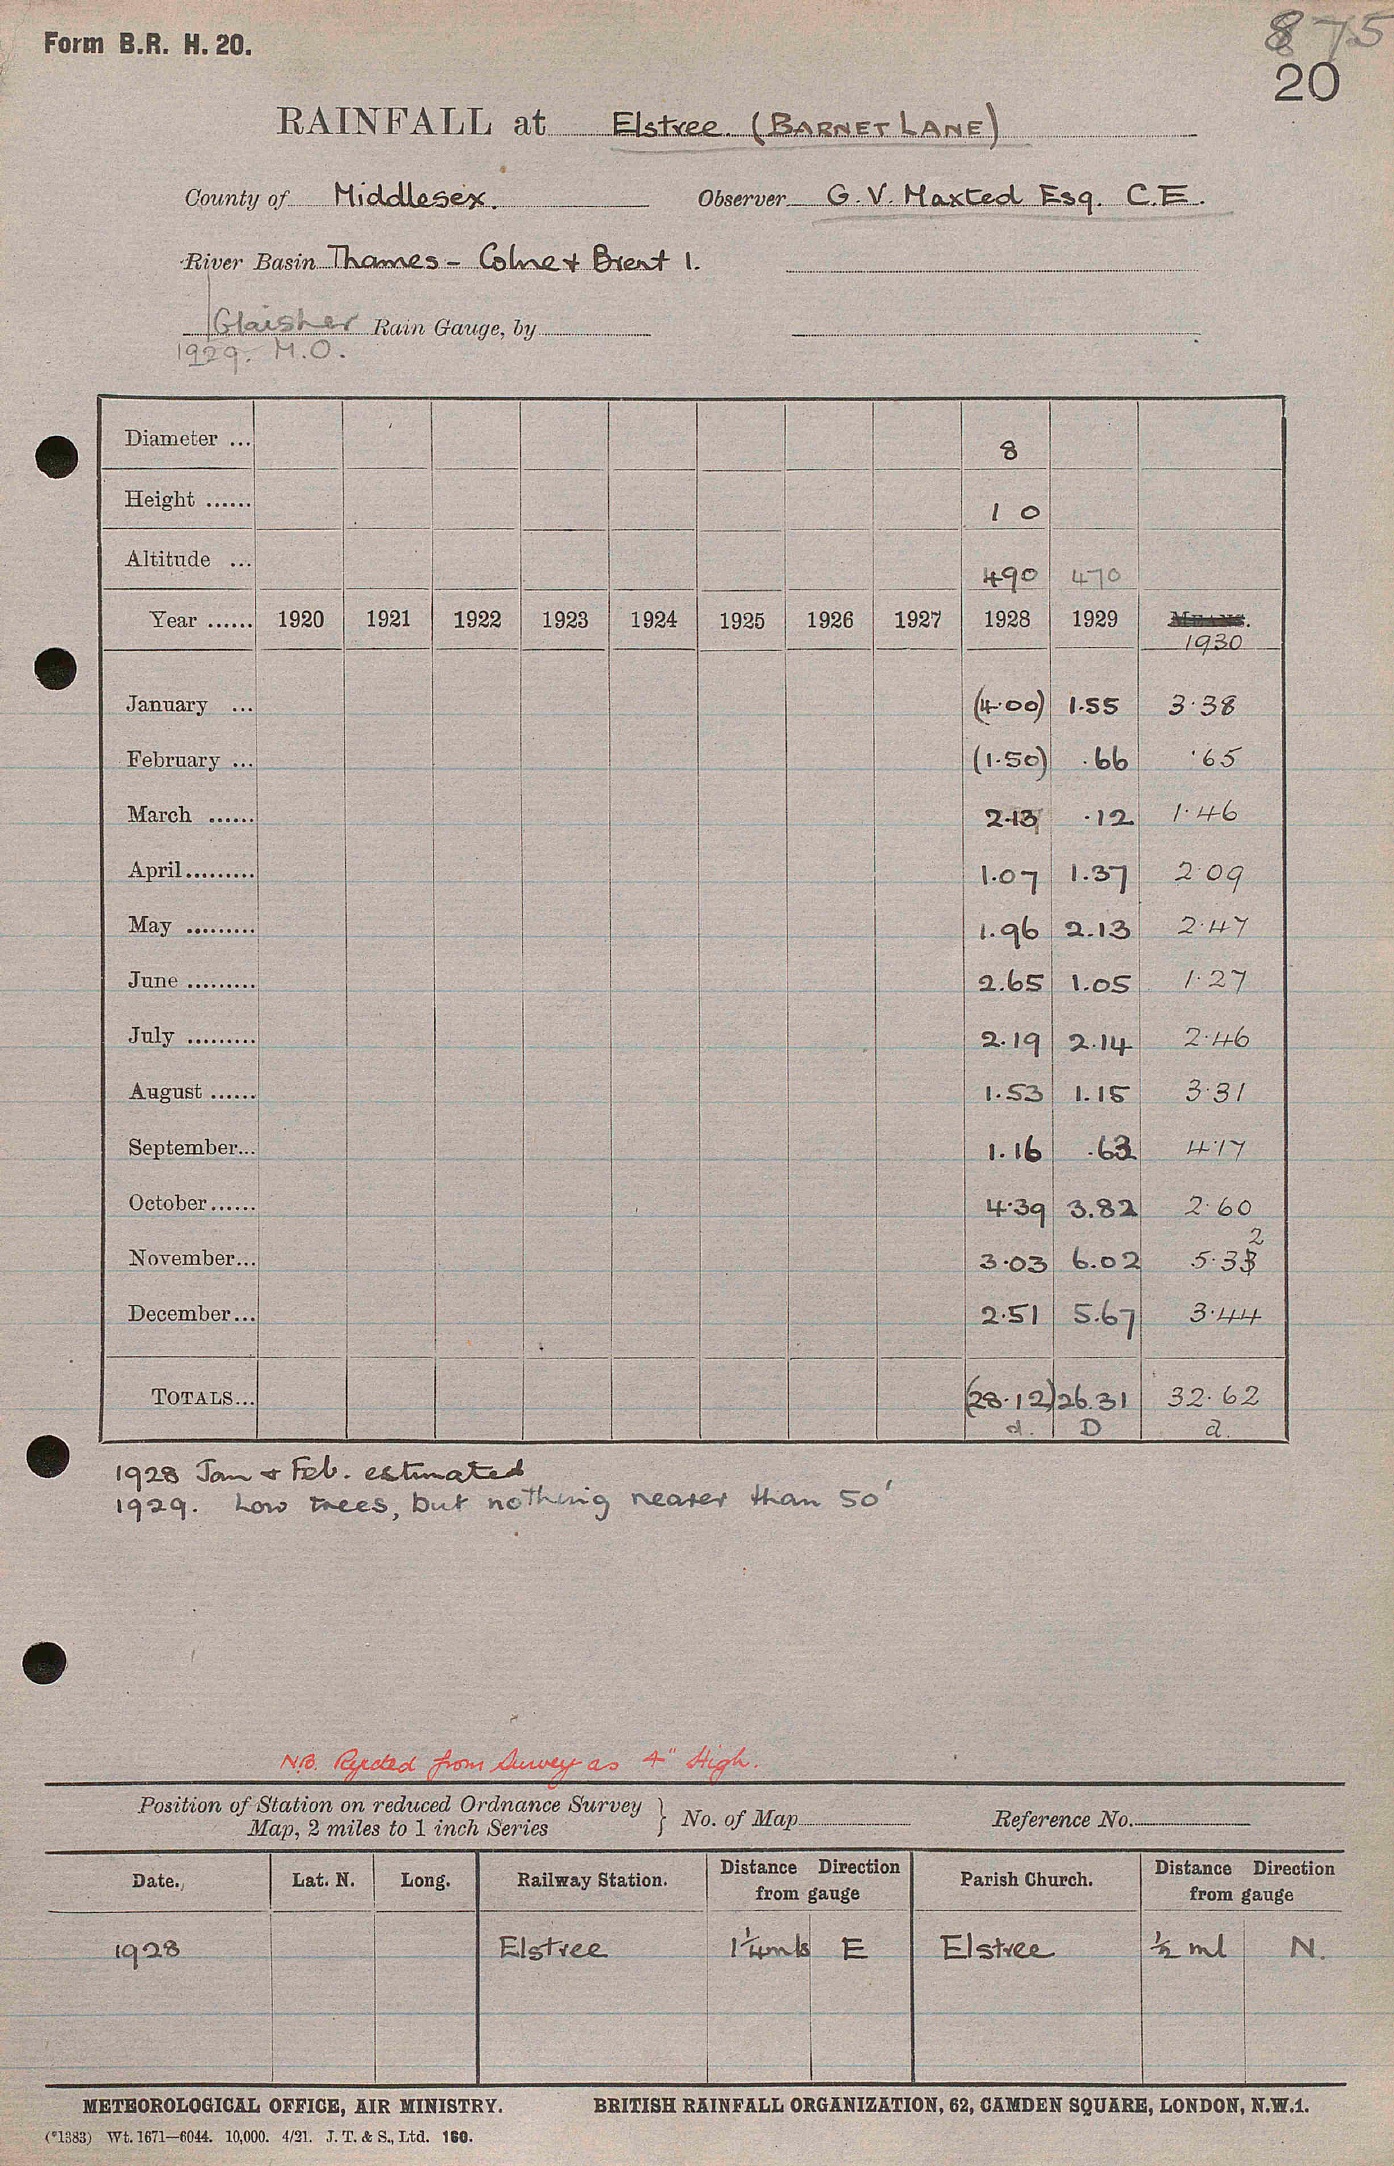 Form B.R. H. 20.
875
20
RAINFALL at Elstree. (BARNET LANE)
County of Middlesex. Observer G. V. Maxted Esq. C.E.
River Basin Thames – Colne & Brent 1.
Glaisher Rain Gauge, by
1929. M.O.
Diameter ... 8
Height ...... 1 0
Altitude ... 490 470
Year ...... 1920 1921 1922 1923 1924 1925 1926 1927 1928 1929 MEANS.
1930
January ... (4.00) 1.55 3.38
February ... (1.50) .66 .65
March ...... 2.13 .12 1.46
April ......... 1.07 1.37 2.09
May ......... 1.96 2.13 2.47
June ......... 2.65 1.05 1.27
July ......... 2.19 2.14 2.46
August ...... 1.53 1.15 3.31
September... 1.16 .63 4.17
October ...... 4.39 3.82 2.60
2
November... 3.03 6.02 5.33
December... 2.51 5.67 3.44
TOTALS... (28.12) 26.31 32.62
d. D d.
1928 Jan & Feb. estimated
1929. Low trees, but nothing nearer than 50'
N.B. Rejected from Survey as 4" High.
Position of Station on reduced Ordnance Survey
Map, 2 miles to 1 inch Series } No. of Map Reference No.
Date. Lat. N. Long. Railway Station. Distance Direction from gauge Parish Church. Distance Direction from gauge
1928 Elstree 1¼ mls E Elstree ½ ml N.
METEOROLOGICAL OFFICE, AIR MINISTRY. BRITISH RAINFALL ORGANIZATION, 62, CAMDEN SQUARE, LONDON, N.W.1.
(*1383) Wt. 1671—6044. 10,000. 4/21. J. T. & S., Ltd. 160.